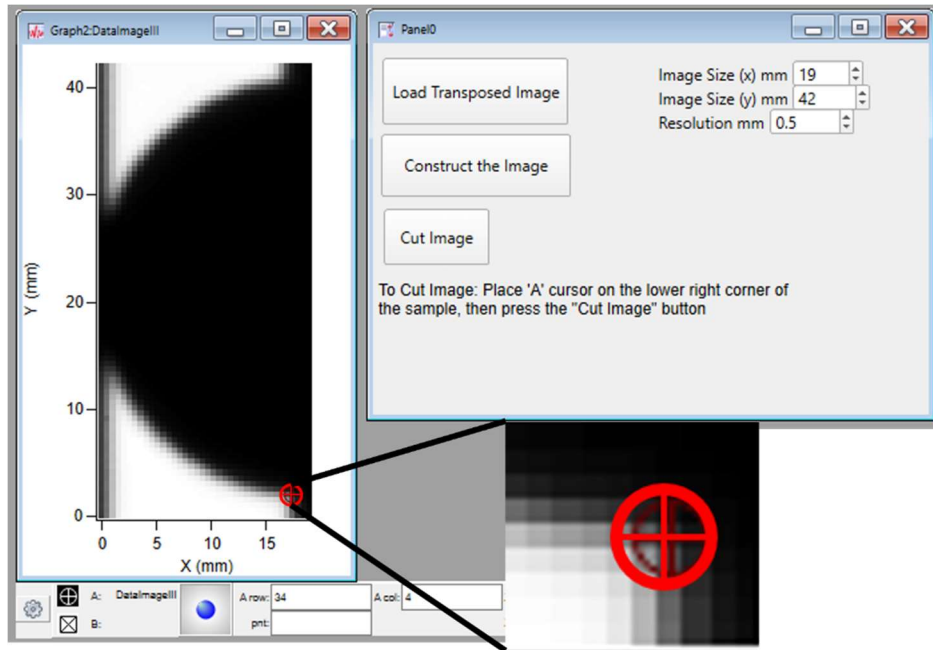 Graph2:DataImageIII
40
30
20
10
0
Y (mm)
0 5 10 15
X (mm)
A: DataImageIII A row: 34 A col: 4
B: pnt:
Panel0
Load Transposed Image
Construct the Image
Cut Image
Image Size (x) mm 19
Image Size (y) mm 42
Resolution mm 0.5
To Cut Image: Place 'A' cursor on the lower right corner of
the sample, then press the "Cut Image" button